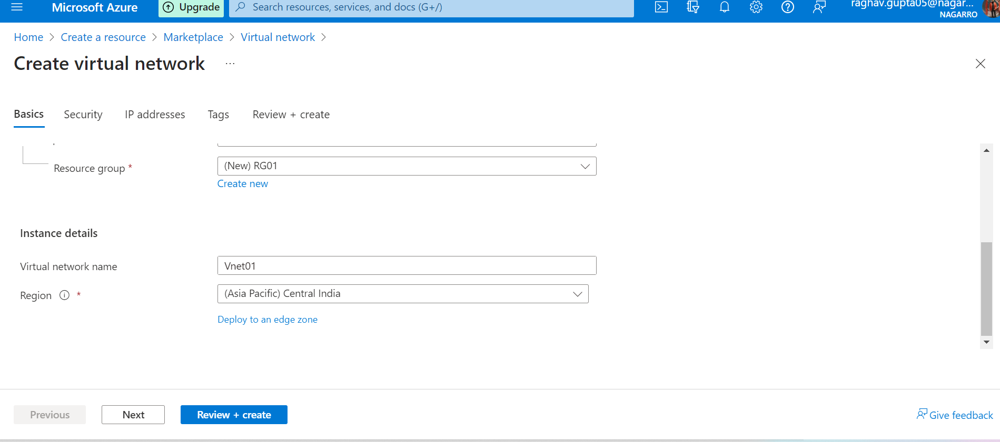 Microsoft Azure
Upgrade
Search resources, services, and docs (G+/)
raghav.gupta05@nagar...
NAGARRO
Home > Create a resource > Marketplace > Virtual network >
Create virtual network ...
Basics
Security
IP addresses
Tags
Review + create
Resource group *
(New) RG01
Create new
Instance details
Virtual network name
Vnet01
Region *
(Asia Pacific) Central India
Deploy to an edge zone
Previous
Next
Review + create
Give feedback